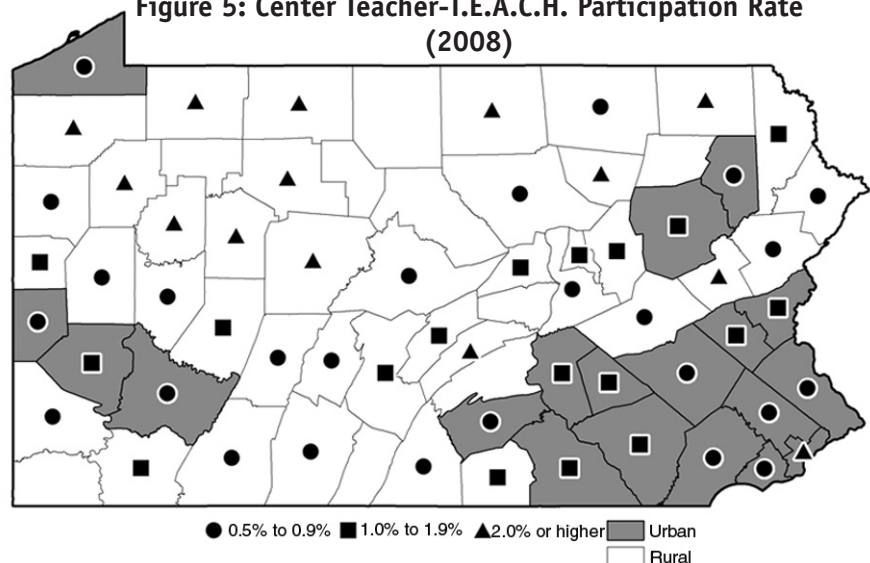 Figure 5: Center Teacher-T.E.A.C.H. Participation Rate
(2008)
0.5% to 0.9% 1.0% to 1.9% 2.0% or higher Urban
Rural